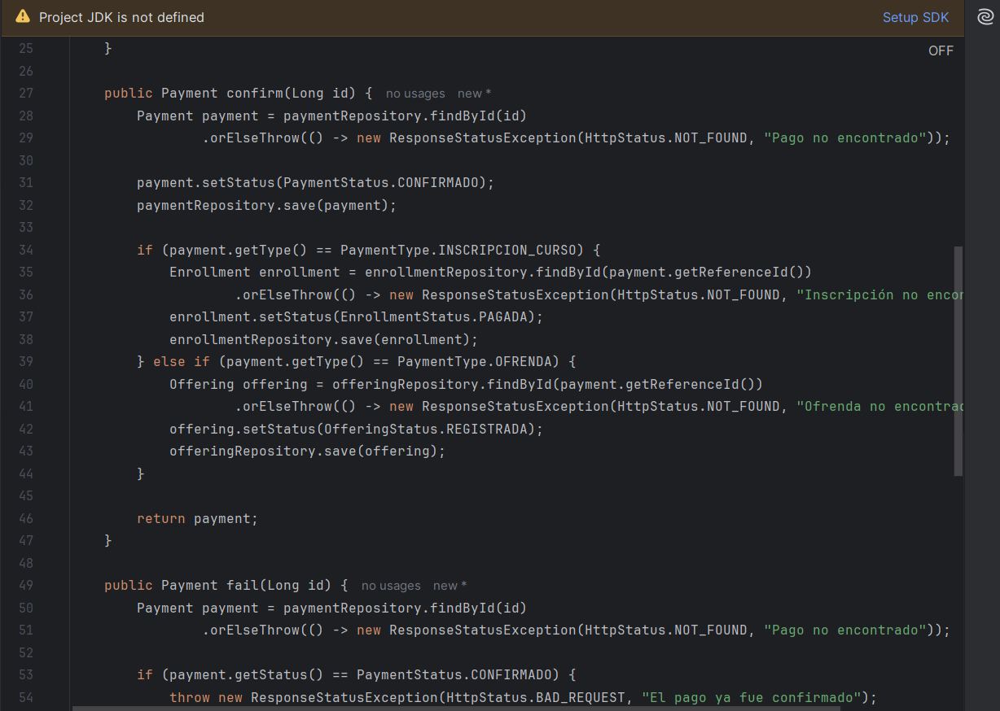 Project JDK is not defined Setup SDK
25 }
OFF
26
27 public Payment confirm(Long id) { no usages new *
28 Payment payment = paymentRepository.findById(id)
29 .orElseThrow(() -> new ResponseStatusException(HttpStatus.NOT_FOUND, "Pago no encontrado"));
30
31 payment.setStatus(PaymentStatus.CONFIRMADO);
32 paymentRepository.save(payment);
33
34 if (payment.getType() == PaymentType.INSCRIPCION_CURSO) {
35 Enrollment enrollment = enrollmentRepository.findById(payment.getReferenceId())
36 .orElseThrow(() -> new ResponseStatusException(HttpStatus.NOT_FOUND, "Inscripción no encon
37 enrollment.setStatus(EnrollmentStatus.PAGADA);
38 enrollmentRepository.save(enrollment);
39 } else if (payment.getType() == PaymentType.OFRENDA) {
40 Offering offering = offeringRepository.findById(payment.getReferenceId())
41 .orElseThrow(() -> new ResponseStatusException(HttpStatus.NOT_FOUND, "Ofrenda no encontrad
42 offering.setStatus(OfferingStatus.REGISTRADA);
43 offeringRepository.save(offering);
44 }
45
46 return payment;
47 }
48
49 public Payment fail(Long id) { no usages new *
50 Payment payment = paymentRepository.findById(id)
51 .orElseThrow(() -> new ResponseStatusException(HttpStatus.NOT_FOUND, "Pago no encontrado"));
52
53 if (payment.getStatus() == PaymentStatus.CONFIRMADO) {
54 throw new ResponseStatusException(HttpStatus.BAD_REQUEST, "El pago ya fue confirmado");